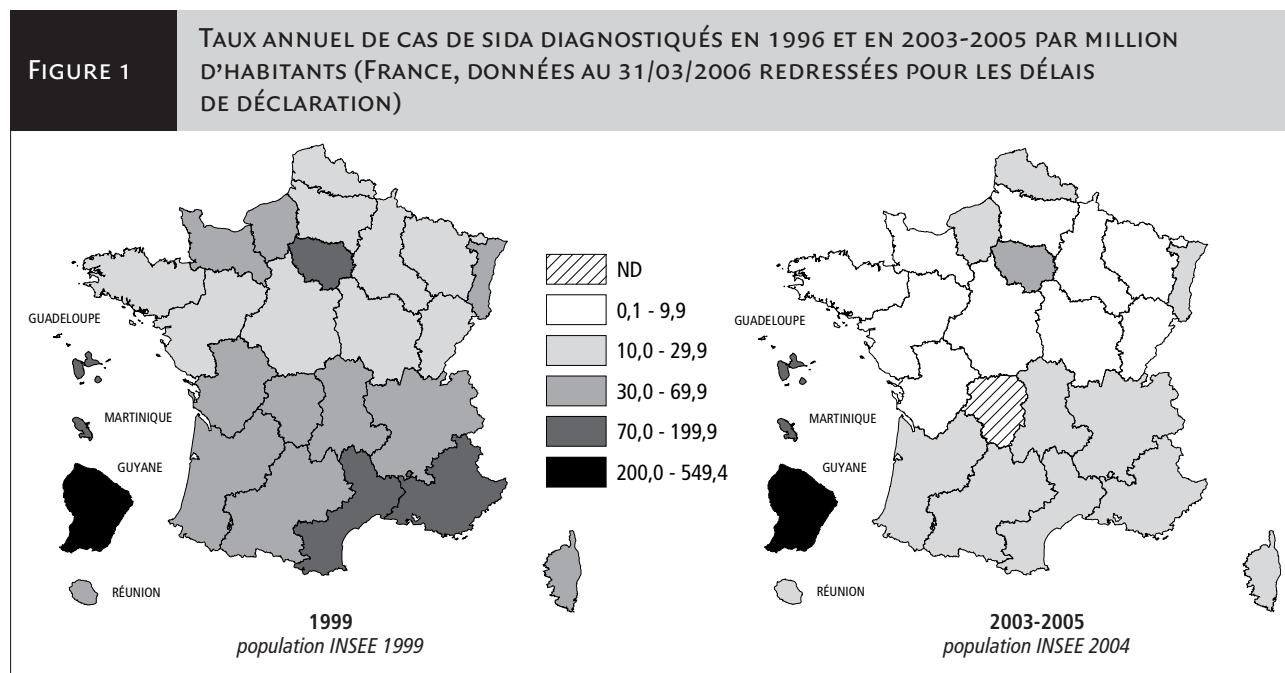 FIGURE 1
TAUX ANNUEL DE CAS DE SIDA DIAGNOSTIQUÉS EN 1996 ET EN 2003-2005 PAR MILLION
D'HABITANTS (FRANCE, DONNÉES AU 31/03/2006 REDRESSÉES POUR LES DÉLAIS
DE DÉCLARATION)
GUADELOUPE
MARTINIQUE
GUYANE
RÉUNION
1999
population INSEE 1999
ND
0,1 - 9,9
10,0 - 29,9
30,0 - 69,9
70,0 - 199,9
200,0 - 549,4
GUADELOUPE
MARTINIQUE
GUYANE
RÉUNION
2003-2005
population INSEE 2004